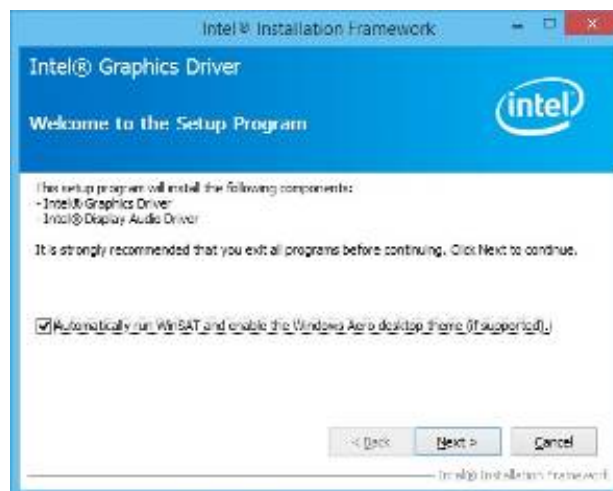 Intel® Installation Framework
Intel® Graphics Driver
intel
Welcome to the Setup Program
This setup program will install the following components:
- Intel® Graphics Driver
- Intel® Display Audio Driver
It is strongly recommended that you exit all programs before continuing. Click Next to continue.
Automatically run WinSAT and enable the Windows Aero desktop theme (if supported).
< Back Next > Cancel
Intel® Installation Framework